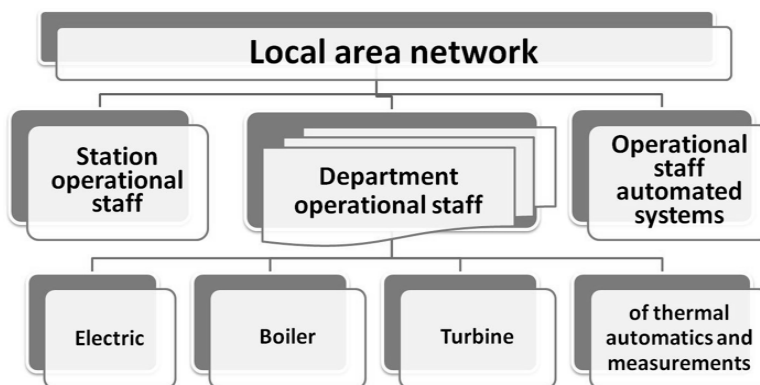 Local area network
Station
operational
staff
Department
operational staff
Operational
staff
automated
systems
Electric
Boiler
Turbine
of thermal
automatics and
measurements